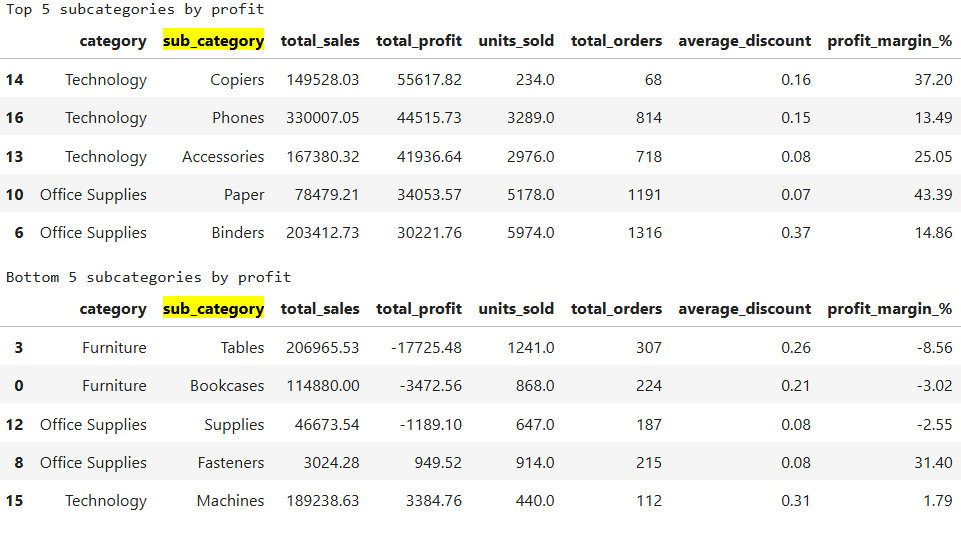 Top 5 subcategories by profit
category sub_category total_sales total_profit units_sold total_orders average_discount profit_margin_%
14 Technology Copiers 149528.03 55617.82 234.0 68 0.16 37.20
16 Technology Phones 330007.05 44515.73 3289.0 814 0.15 13.49
13 Technology Accessories 167380.32 41936.64 2976.0 718 0.08 25.05
10 Office Supplies Paper 78479.21 34053.57 5178.0 1191 0.07 43.39
6 Office Supplies Binders 203412.73 30221.76 5974.0 1316 0.37 14.86
Bottom 5 subcategories by profit
category sub_category total_sales total_profit units_sold total_orders average_discount profit_margin_%
3 Furniture Tables 206965.53 -17725.48 1241.0 307 0.26 -8.56
0 Furniture Bookcases 114880.00 -3472.56 868.0 224 0.21 -3.02
12 Office Supplies Supplies 46673.54 -1189.10 647.0 187 0.08 -2.55
8 Office Supplies Fasteners 3024.28 949.52 914.0 215 0.08 31.40
15 Technology Machines 189238.63 3384.76 440.0 112 0.31 1.79